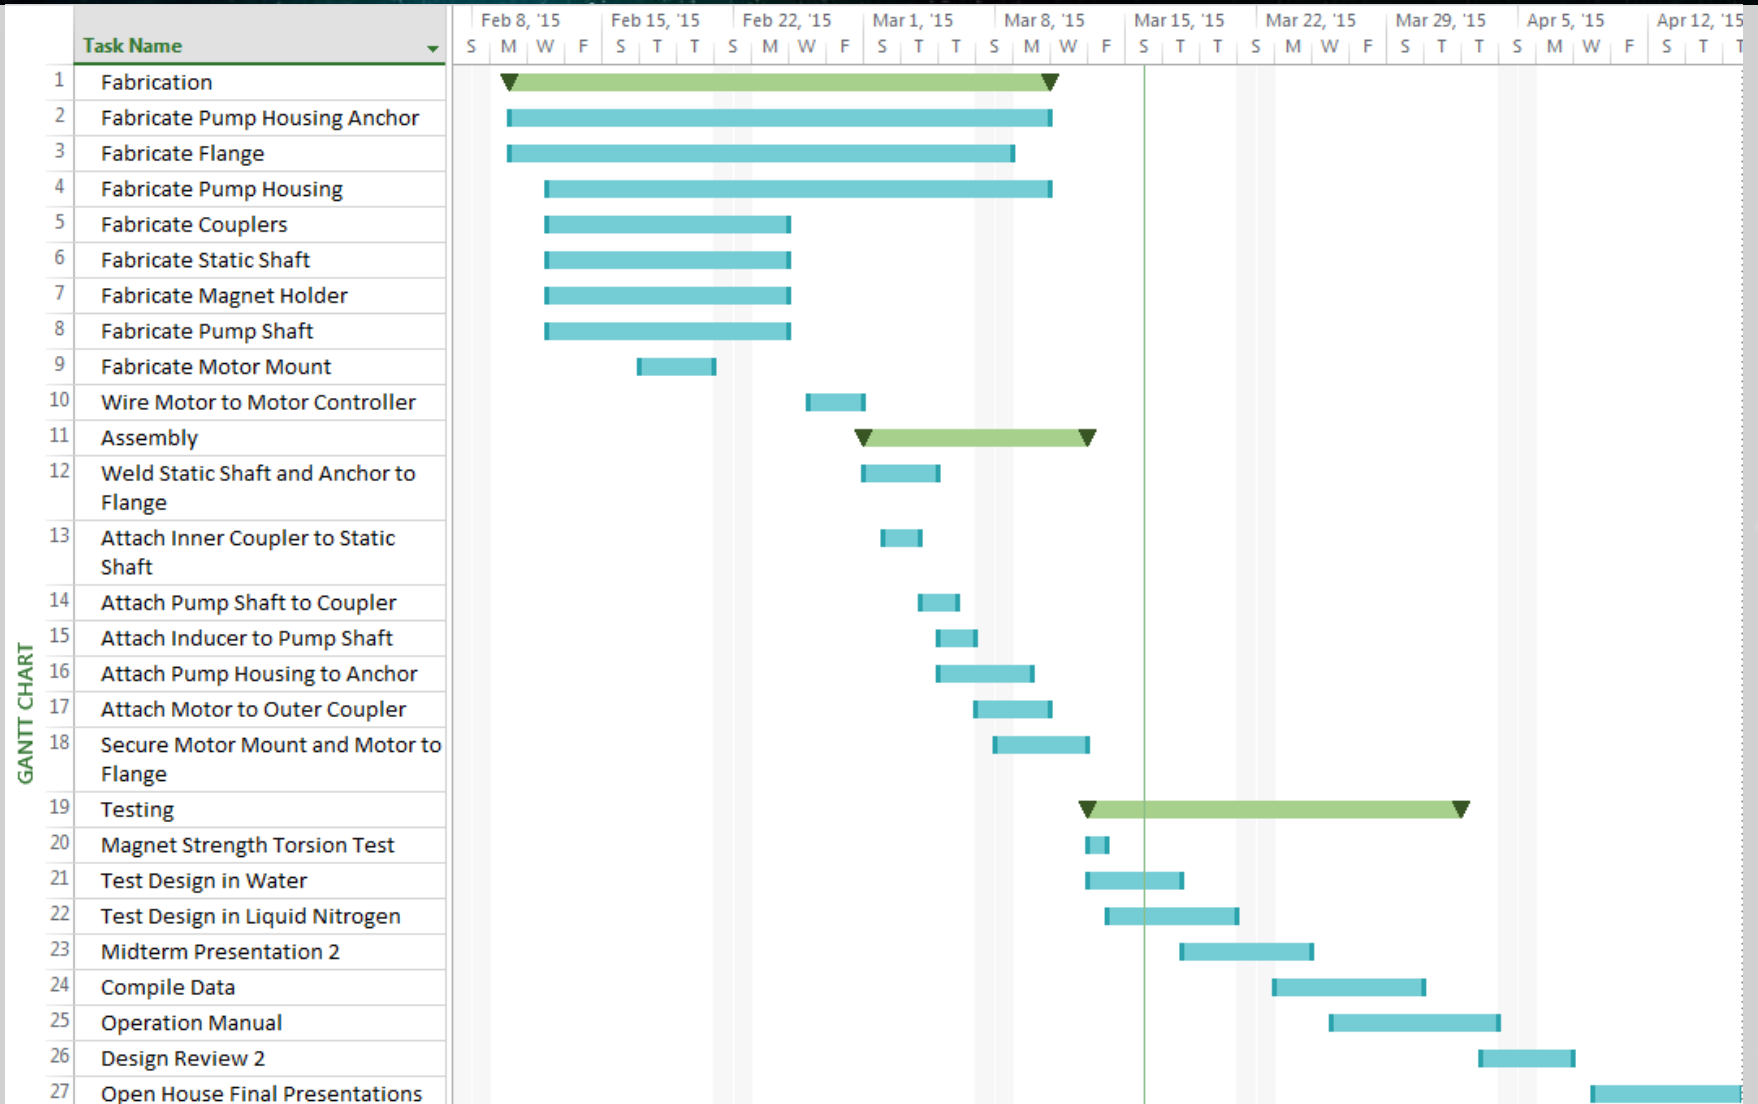 Feb 8, '15 Feb 15, '15 Feb 22, '15 Mar 1, '15 Mar 8, '15 Mar 15, '15 Mar 22, '15 Mar 29, '15 Apr 5, '15 Apr 12, '15
Task Name S M W F S T T S M W F S T T S M W F S T T S M W F S T T S M W F S T T
1 Fabrication
2 Fabricate Pump Housing Anchor
3 Fabricate Flange
4 Fabricate Pump Housing
5 Fabricate Couplers
6 Fabricate Static Shaft
7 Fabricate Magnet Holder
8 Fabricate Pump Shaft
9 Fabricate Motor Mount
10 Wire Motor to Motor Controller
11 Assembly
12 Weld Static Shaft and Anchor to
Flange
13 Attach Inner Coupler to Static
Shaft
14 Attach Pump Shaft to Coupler
15 Attach Inducer to Pump Shaft
16 Attach Pump Housing to Anchor
17 Attach Motor to Outer Coupler
18 Secure Motor Mount and Motor to
Flange
19 Testing
20 Magnet Strength Torsion Test
21 Test Design in Water
22 Test Design in Liquid Nitrogen
23 Midterm Presentation 2
24 Compile Data
25 Operation Manual
26 Design Review 2
27 Open House Final Presentations
GANTT CHART